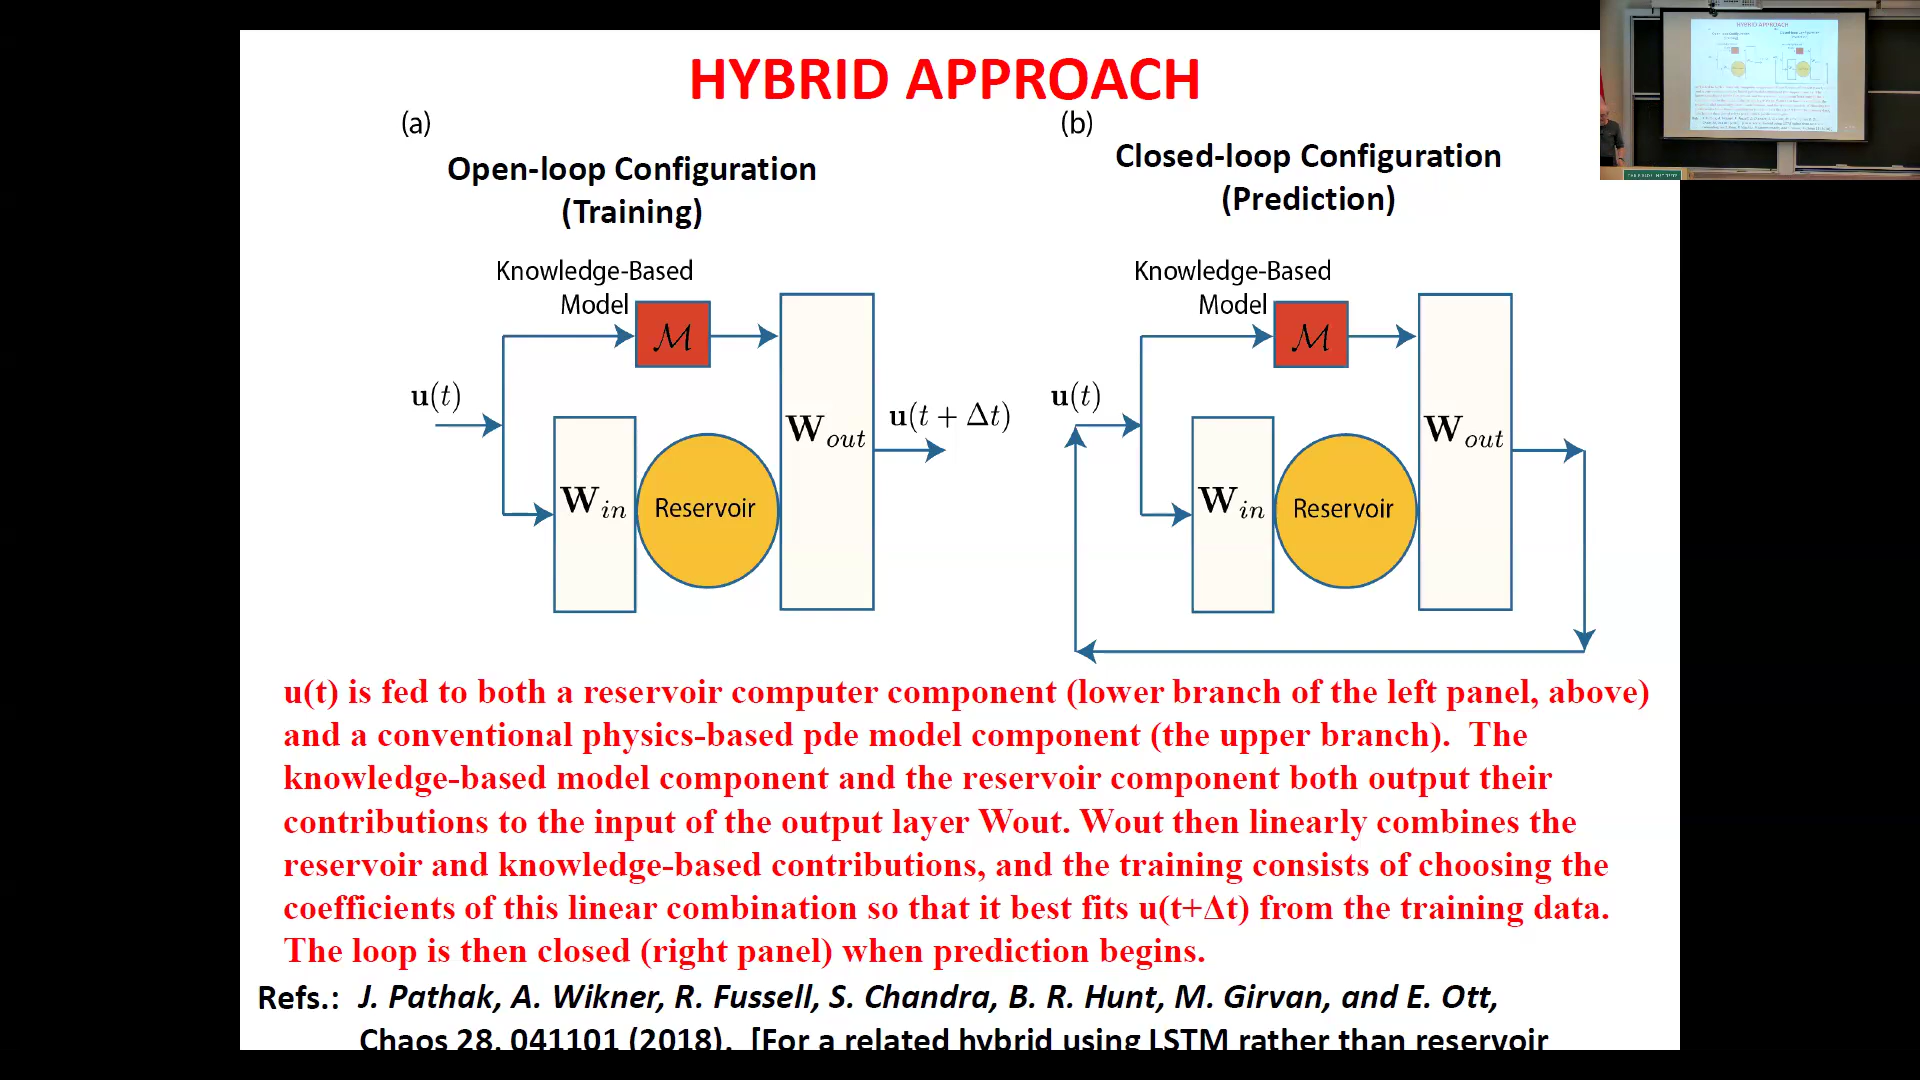 HYBRID APPROACH
(a)
Open-loop Configuration
(Training)
Knowledge-Based
Model
M
u(t)
W_in
Reservoir
W_out
u(t + Δt)
(b)
Closed-loop Configuration
(Prediction)
Knowledge-Based
Model
M
u(t)
W_in
Reservoir
W_out
u(t) is fed to both a reservoir computer component (lower branch of the left panel, above)
and a conventional physics-based pde model component (the upper branch).  The
knowledge-based model component and the reservoir component both output their
contributions to the input of the output layer Wout. Wout then linearly combines the
reservoir and knowledge-based contributions, and the training consists of choosing the
coefficients of this linear combination so that it best fits u(t+Δt) from the training data.
The loop is then closed (right panel) when prediction begins.
Refs.: J. Pathak, A. Wikner, R. Fussell, S. Chandra, B. R. Hunt, M. Girvan, and E. Ott,
Chaos 28, 041101 (2018).  [For a related hybrid using LSTM rather than reservoir
HYBRID APPROACH